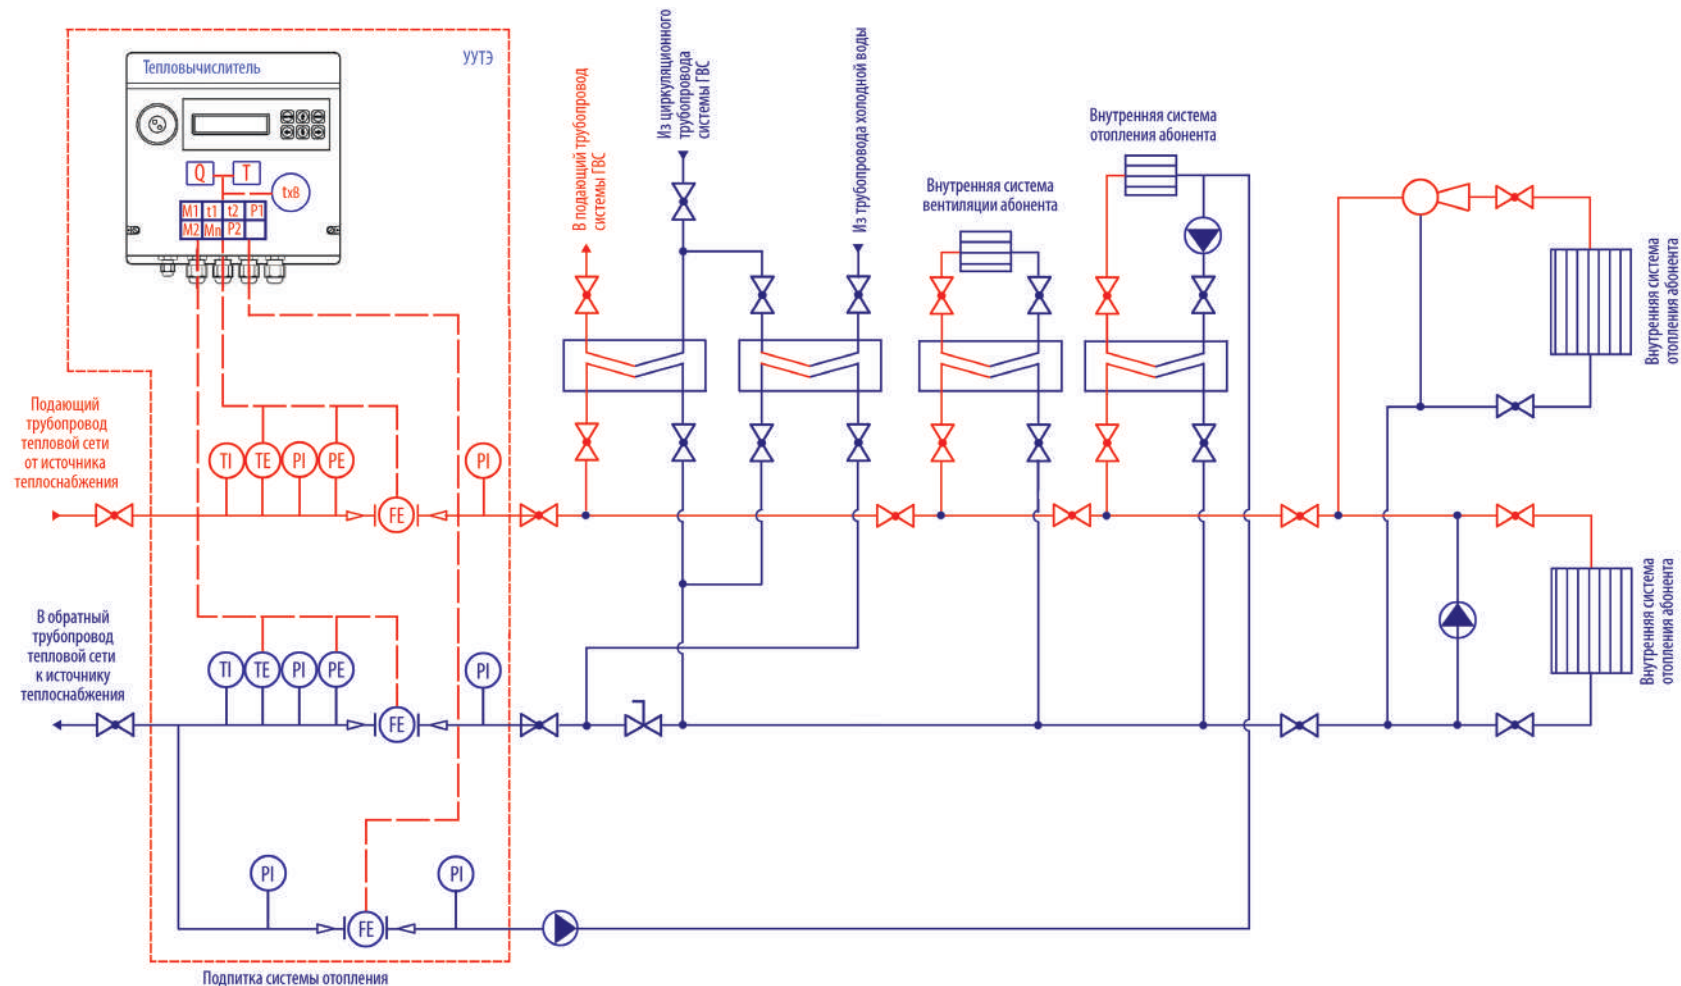 Тепловычислитель
УУТЭ
Q
T
tхв
M1 t1 t2 P1
M2 Mп P2
В подающий трубопровод
системы ГВС
Из циркуляционного
трубопровода
системы ГВС
Из трубопровода холодной воды
Внутренняя система
вентиляции абонента
Внутренняя система
отопления абонента
Внутренняя система
отопления абонента
Подающий
трубопровод
тепловой сети
от источника
теплоснабжения
TI TE PI PE
FE
PI
Внутренняя система
отопления абонента
В обратный
трубопровод
тепловой сети
к источнику
теплоснабжения
TI TE PI PE
FE
PI
PI
FE
PI
Подпитка системы отопления